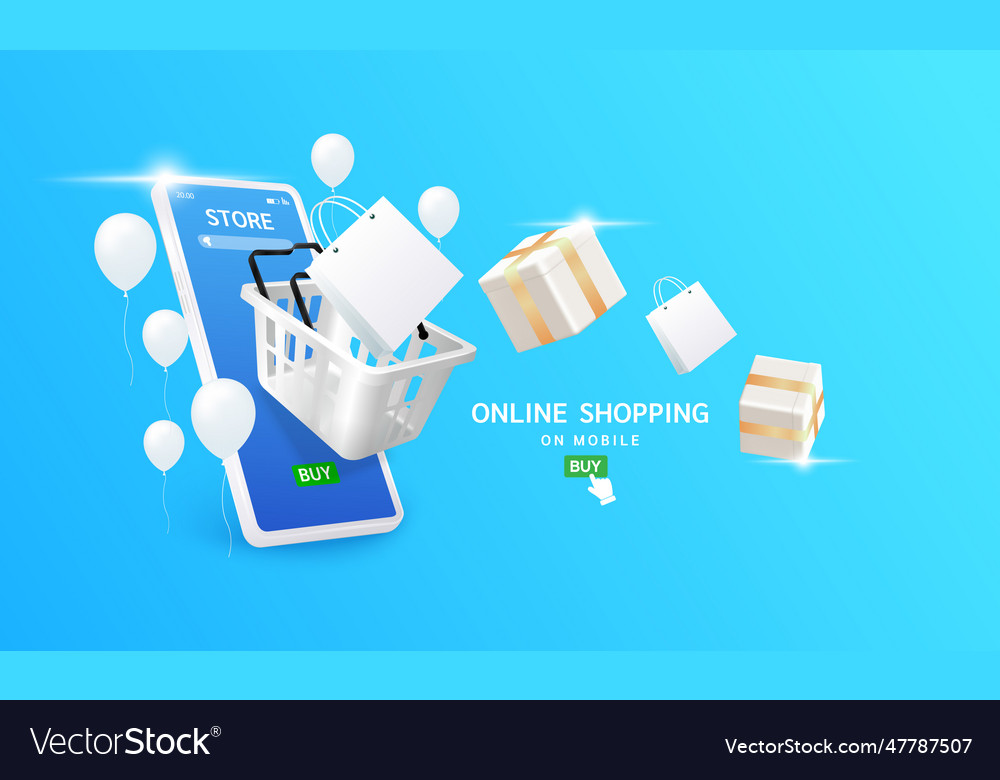 20.00
STORE
BUY
ONLINE SHOPPING
ON MOBILE
BUY
VectorStock®
VectorStock.com/47787507